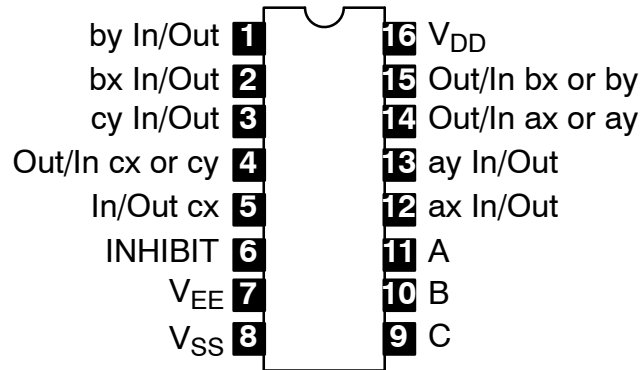 by In/Out 1 16 VDD
bx In/Out 2 15 Out/In bx or by
cy In/Out 3 14 Out/In ax or ay
Out/In cx or cy 4 13 ay In/Out
In/Out cx 5 12 ax In/Out
INHIBIT 6 11 A
VEE 7 10 B
VSS 8 9 C